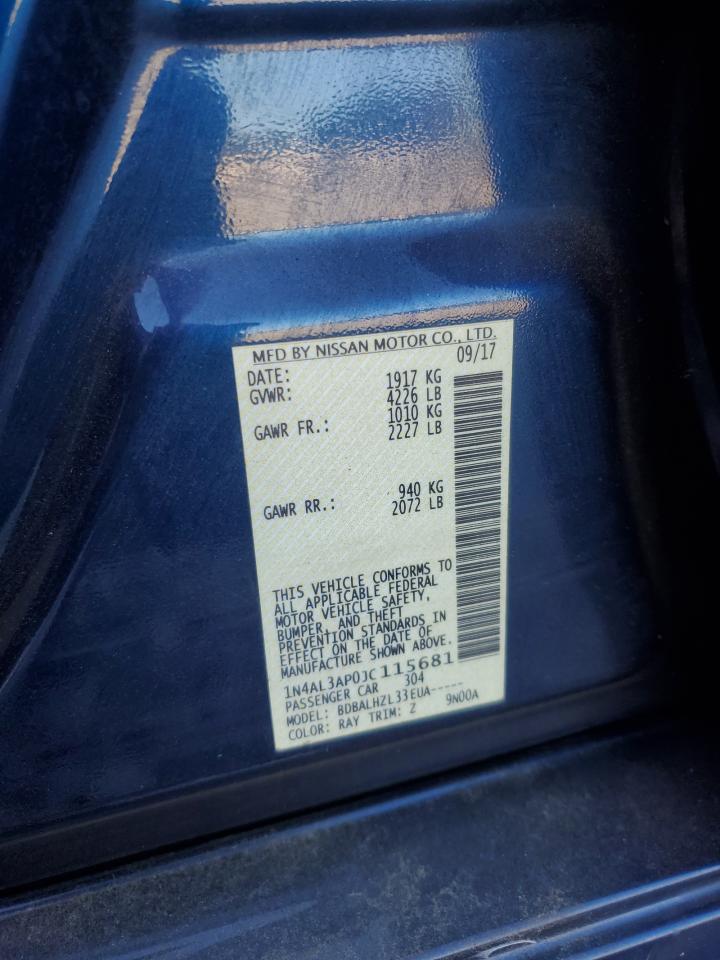 MFD BY NISSAN MOTOR CO., LTD.
DATE: 09/17
GVWR: 1917 KG
4226 LB
GAWR FR.: 1010 KG
2227 LB
GAWR RR.: 940 KG
2072 LB
THIS VEHICLE CONFORMS TO
ALL APPLICABLE FEDERAL
MOTOR VEHICLE SAFETY,
BUMPER, AND THEFT
PREVENTION STANDARDS IN
EFFECT ON THE DATE OF
MANUFACTURE SHOWN ABOVE.
1N4AL3AP0JC115681
PASSENGER CAR 304
MODEL: BDBALHZL33EUA-----
COLOR: RAY TRIM: Z 9N00A